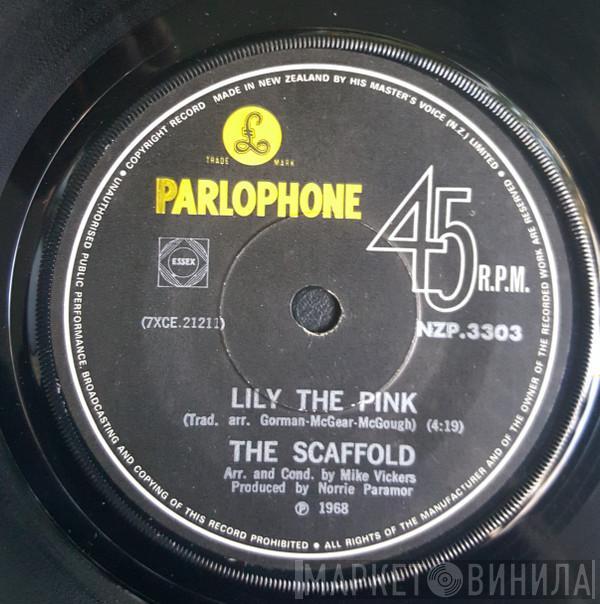 COPYRIGHT RECORD MADE IN NEW ZEALAND BY HIS MASTER'S VOICE (N.Z.) LIMITED • ALL RIGHTS OF THE MANUFACTURER AND OF THE OWNER OF THE RECORDED WORK ARE RESERVED • UNAUTHORISED PUBLIC PERFORMANCE, BROADCASTING AND COPYING OF THIS RECORD PROHIBITED •
£
TRADE MARK
PARLOPHONE
45 R.P.M.
ESSEX
(7XCE.21211)
NZP.3303
LILY THE PINK
(Trad. arr. Gorman-McGear-McGough) (4:19)
THE SCAFFOLD
Arr. and Cond. by Mike Vickers
Produced by Norrie Paramor
℗ 1968
МАРКЕТ ВИНИЛА